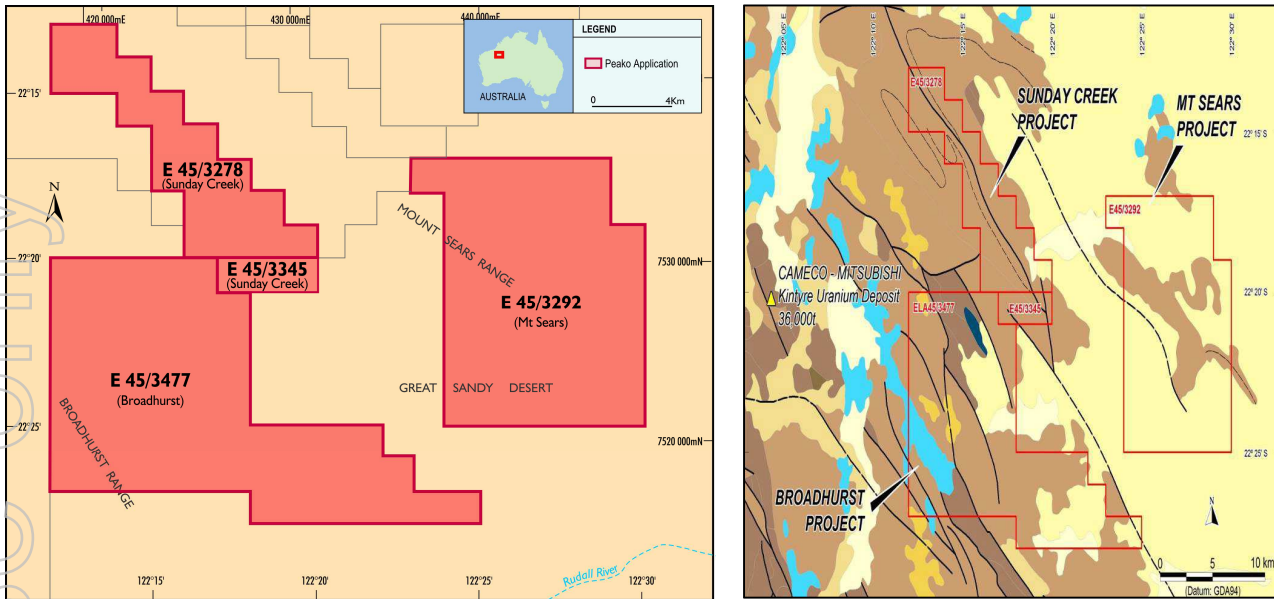 420 000mE
430 000mE
440 000mE
LEGEND
Peako Application
0 4Km
AUSTRALIA
22°15'
E 45/3278
(Sunday Creek)
N
MOUNT SEARS RANGE
22°20'
E 45/3345
(Sunday Creek)
7530 000mN
E 45/3292
(Mt Sears)
E 45/3477
(Broadhurst)
GREAT SANDY DESERT
BROADHURST RANGE
22°25'
7520 000mN
Rudall River
122°15'
122°20'
122°25'
122°30'
122° 05' E
122° 10' E
122° 15' E
122° 20' E
122° 25' E
122° 30' E
E45/3278
SUNDAY CREEK
PROJECT
MT SEARS
PROJECT
22° 15' S
E45/3292
CAMECO - MITSUBISHI
Kintyre Uranium Deposit
36 000t
ELA45/3477
E45/3345
22° 20' S
22° 25' S
BROADHURST
PROJECT
N
0 5 10 km
(Datum: GDA94)